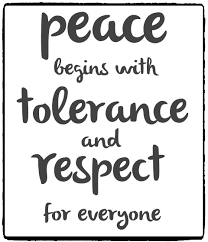 peace
begins with
tolerance
and
respect
for everyone